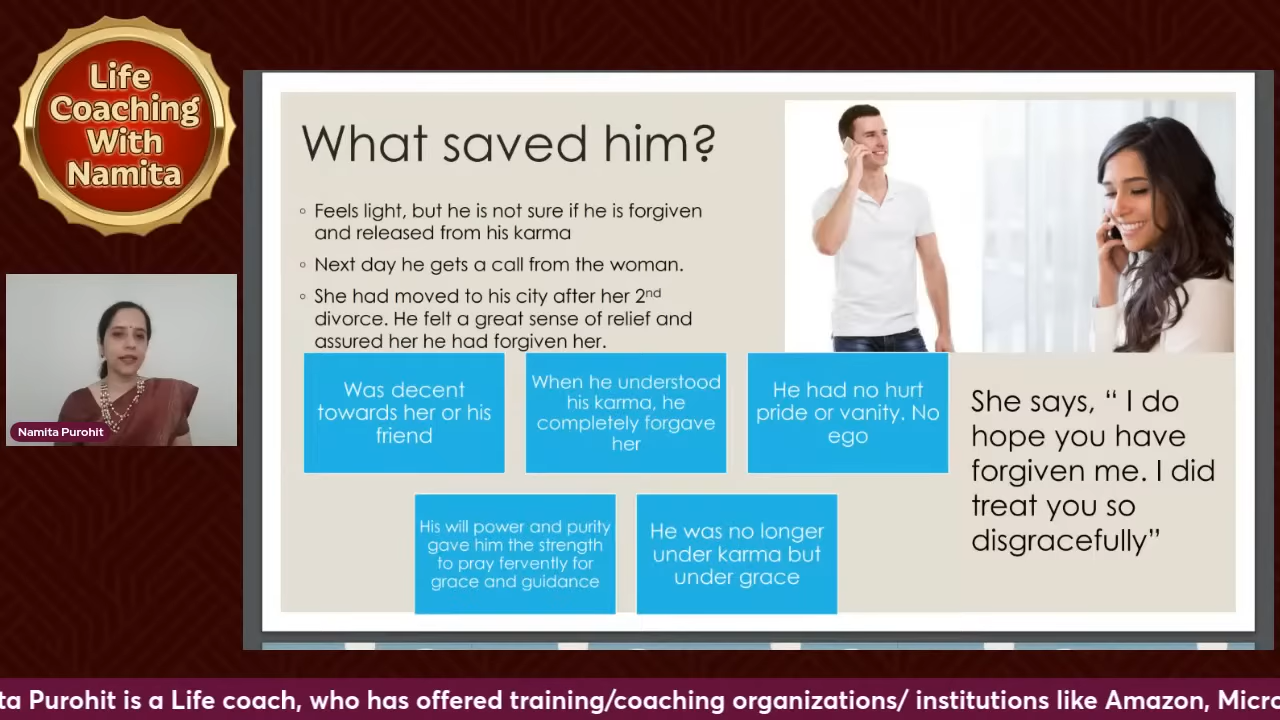 Life
Coaching
With
Namita
Namita Purohit
What saved him?
◦ Feels light, but he is not sure if he is forgiven
and released from his karma
◦ Next day he gets a call from the woman.
◦ She had moved to his city after her 2nd
divorce. He felt a great sense of relief and
assured her he had forgiven her.
Was decent
towards her or his
friend
When he understood
his karma, he
completely forgave
her
He had no hurt
pride or vanity. No
ego
His will power and purity
gave him the strength
to pray fervently for
grace and guidance
He was no longer
under karma but
under grace
She says, “ I do
hope you have
forgiven me. I did
treat you so
disgracefully”
ta Purohit is a Life coach, who has offered training/coaching organizations/ institutions like Amazon, Micro